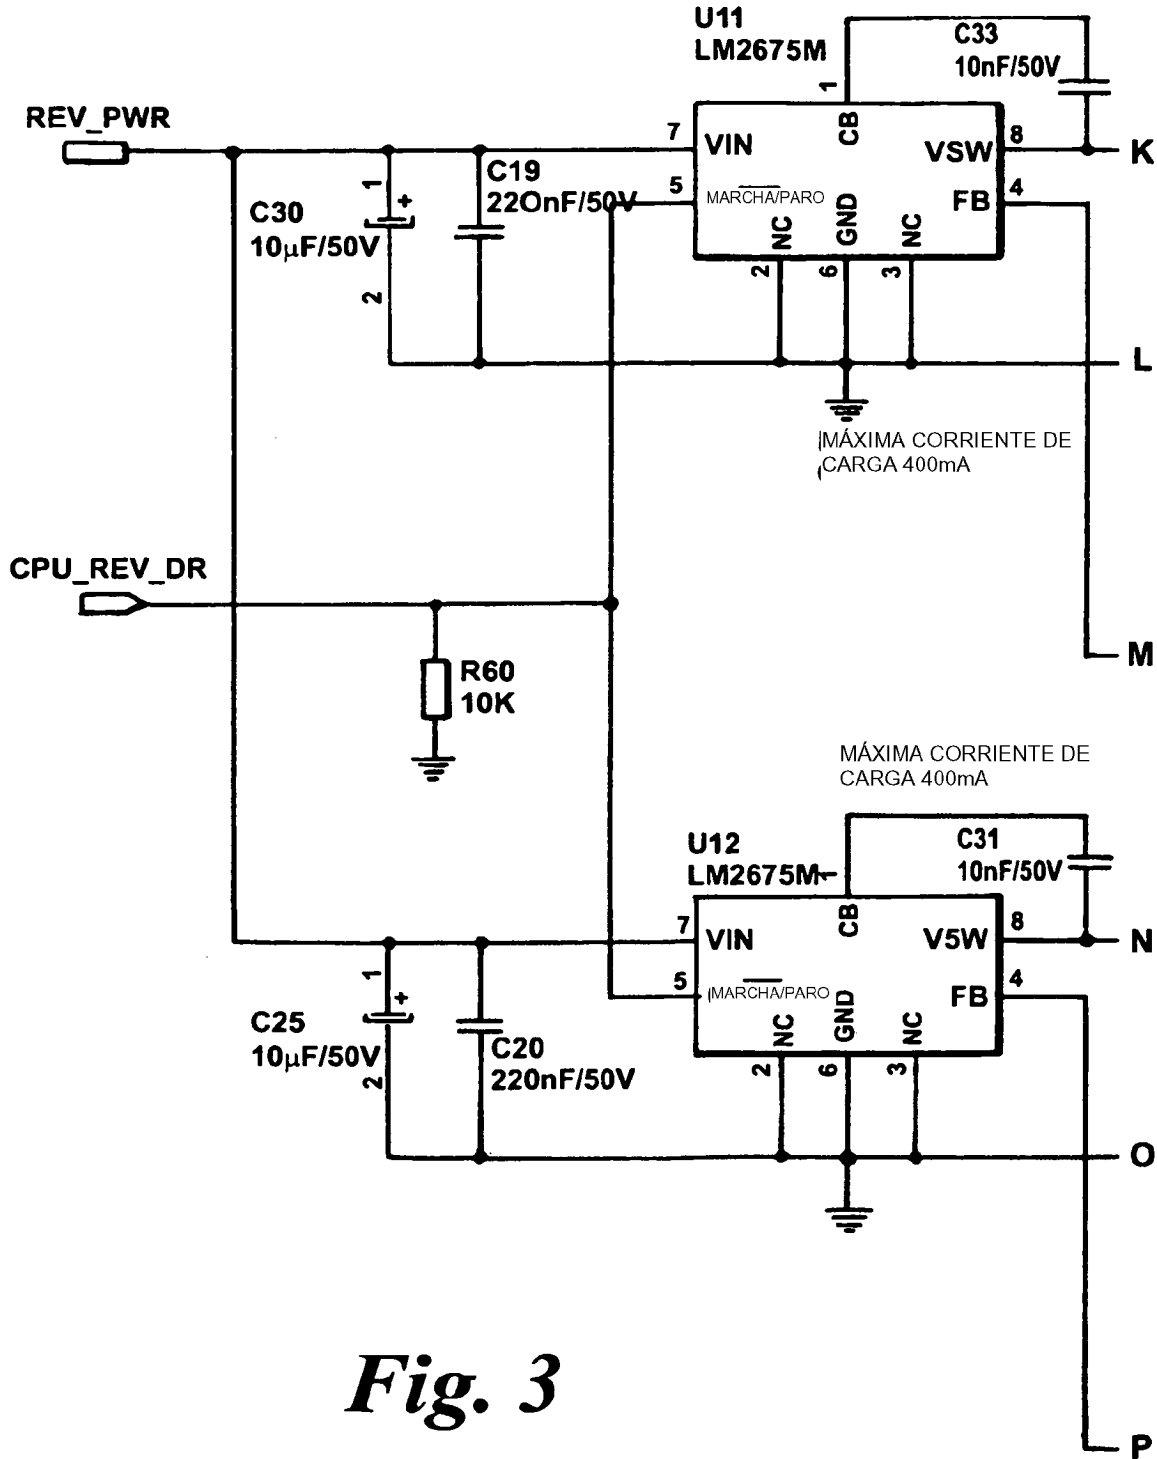 U11
LM2675M
C33
10nF/50V
1
CB
REV_PWR
7
VIN
VSW
8
K
C19
22OnF/50V
5
MARCHA/PARO
FB
4
1
+
C30
10µF/50V
2
NC
GND
NC
2
6
3
L
MÁXIMA CORRIENTE DE
CARGA 400mA
CPU_REV_DR
M
R60
10K
MÁXIMA CORRIENTE DE
CARGA 400mA
U12
LM2675M
1
C31
10nF/50V
CB
7
VIN
V5W
8
N
5
MARCHA/PARO
FB
4
1
+
C25
10µF/50V
2
C20
220nF/50V
NC
GND
NC
2
6
3
O
Fig. 3
P